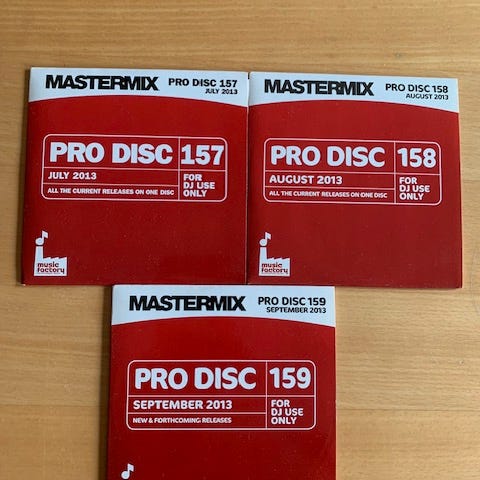 MASTERMIX PRO DISC 157
JULY 2013
PRO DISC 157
JULY 2013
ALL THE CURRENT RELEASES ON ONE DISC
FOR
DJ USE
ONLY
music
factory
MASTERMIX PRO DISC 158
AUGUST 2013
PRO DISC 158
AUGUST 2013
ALL THE CURRENT RELEASES ON ONE DISC
FOR
DJ USE
ONLY
music
factory
MASTERMIX PRO DISC 159
SEPTEMBER 2013
PRO DISC 159
SEPTEMBER 2013
NEW & FORTHCOMING RELEASES
FOR
DJ USE
ONLY